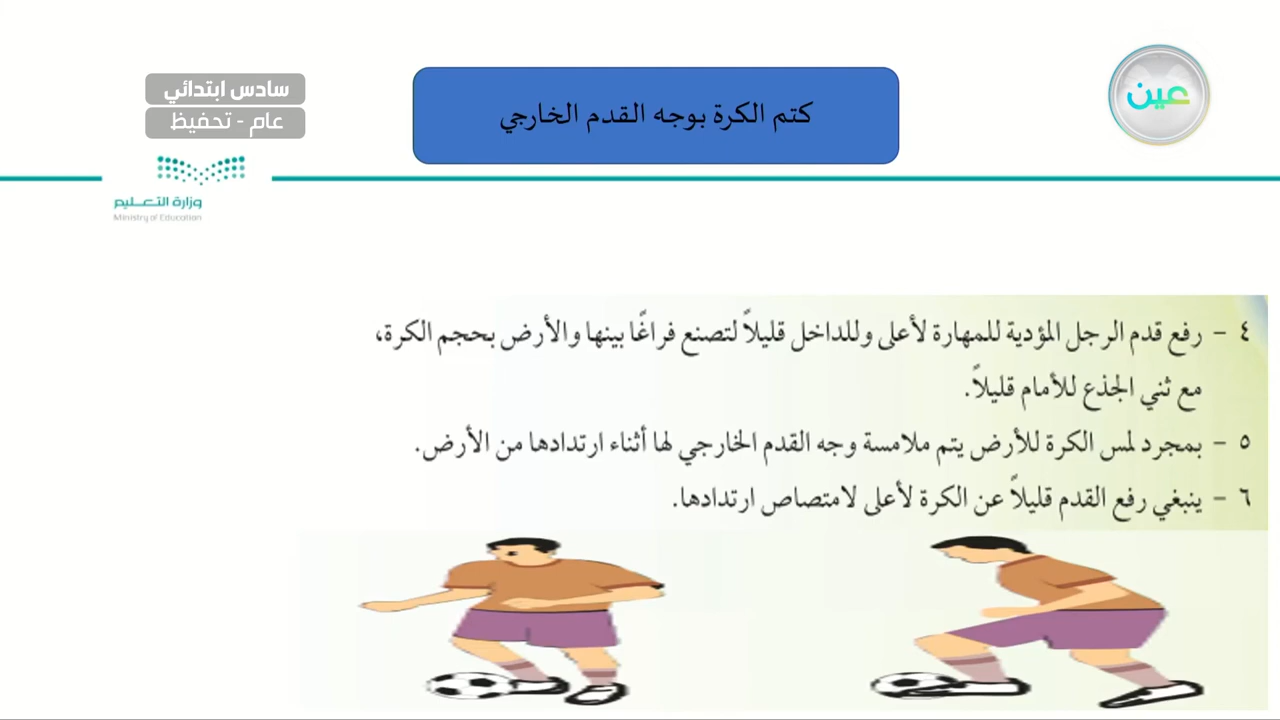 عين
كتم الكرة بوجه القدم الخارجي
سادس ابتدائي
عام - تحفيظ
وزارة التعـــليم
Ministry of Education
٤ - رفع قدم الرجل المؤدية للمهارة لأعلى وللداخل قليلاً لتصنع فراغًا بينها والأرض بحجم الكرة،
مع ثني الجذع للأمام قليلاً.
٥ - بمجرد لمس الكرة للأرض يتم ملامسة وجه القدم الخارجي لها أثناء ارتدادها من الأرض.
٦ - ينبغي رفع القدم قليلاً عن الكرة لأعلى لامتصاص ارتدادها.